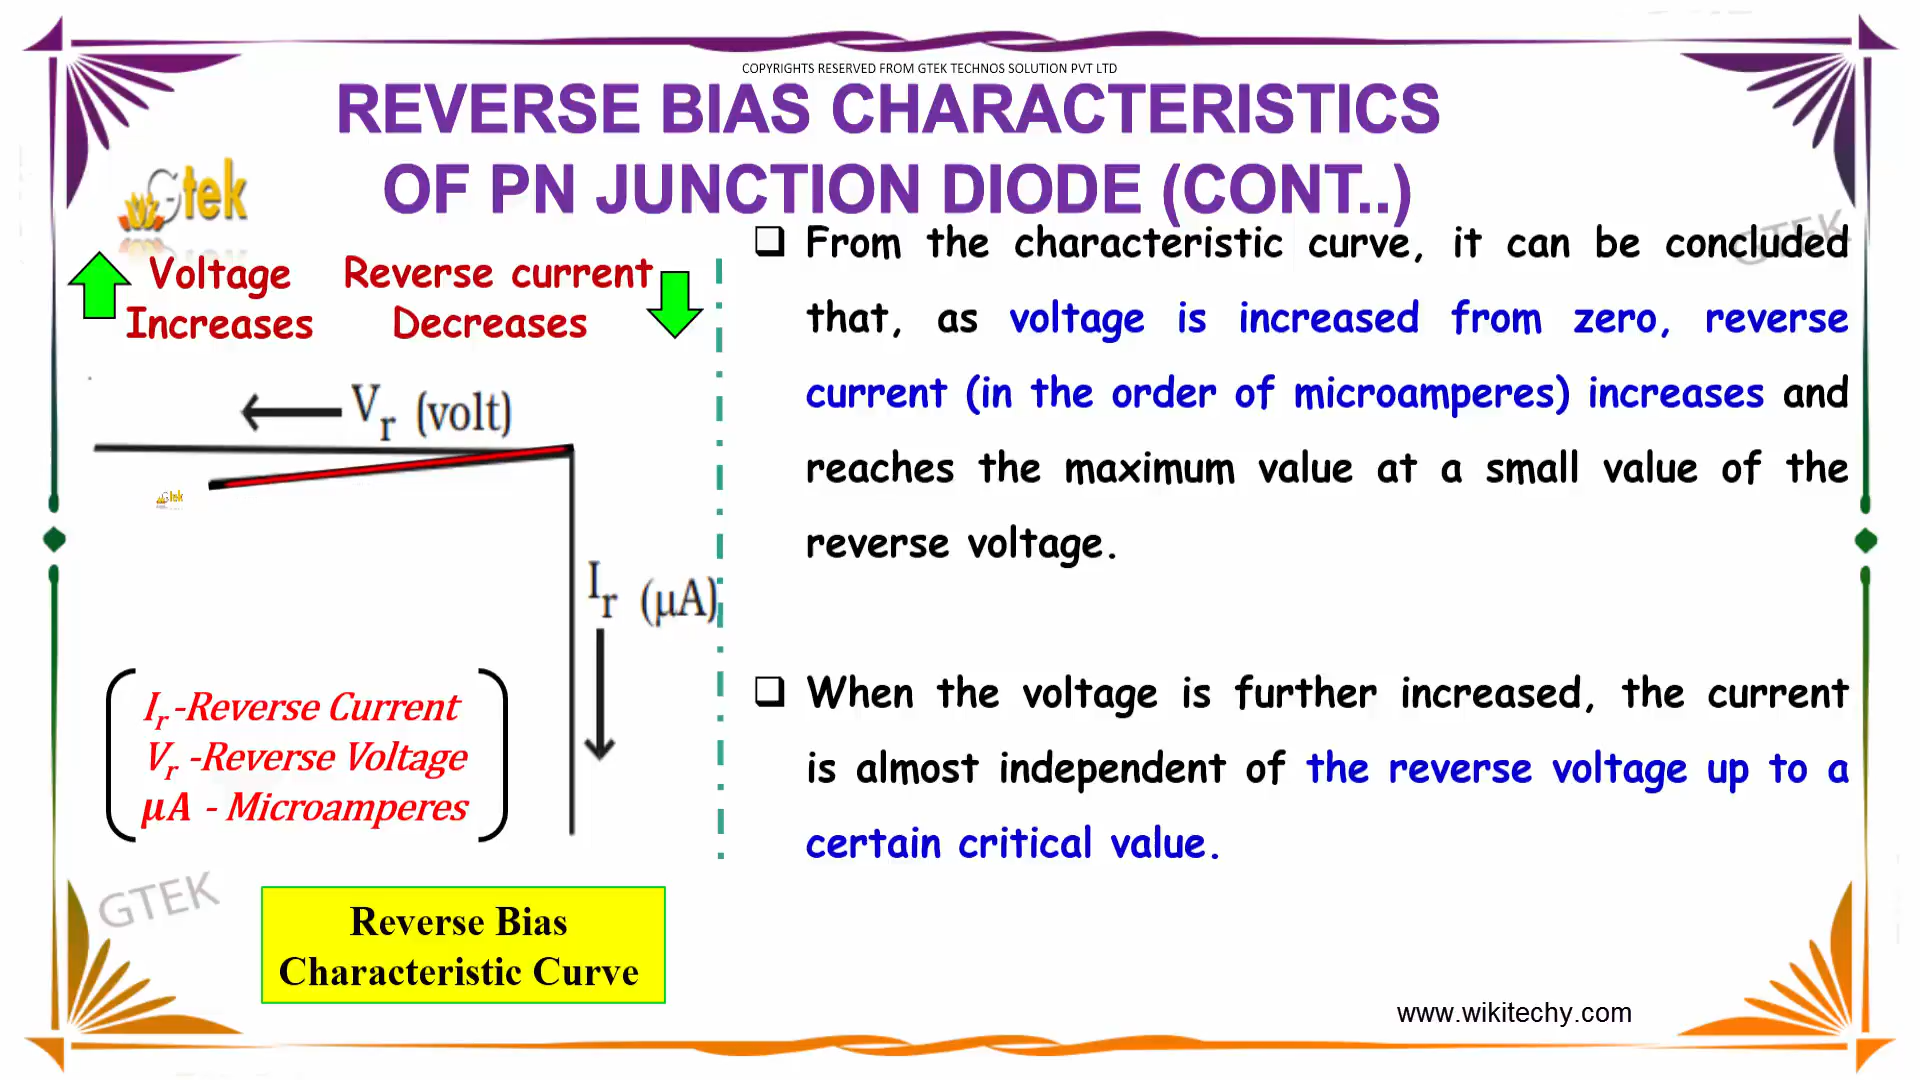 COPYRIGHTS RESERVED FROM GTEK TECHNOS SOLUTION PVT LTD
REVERSE BIAS CHARACTERISTICS
OF PN JUNCTION DIODE (CONT..)
Gtek
GTEK
Voltage
Increases
Reverse current
Decreases
Vr (volt)
Gtek
Ir (μA)
Ir -Reverse Current
Vr -Reverse Voltage
μA - Microamperes
GTEK
Reverse Bias
Characteristic Curve
❑ From the characteristic curve, it can be concluded
that, as voltage is increased from zero, reverse
current (in the order of microamperes) increases and
reaches the maximum value at a small value of the
reverse voltage.
❑ When the voltage is further increased, the current
is almost independent of the reverse voltage up to a
certain critical value.
www.wikitechy.com